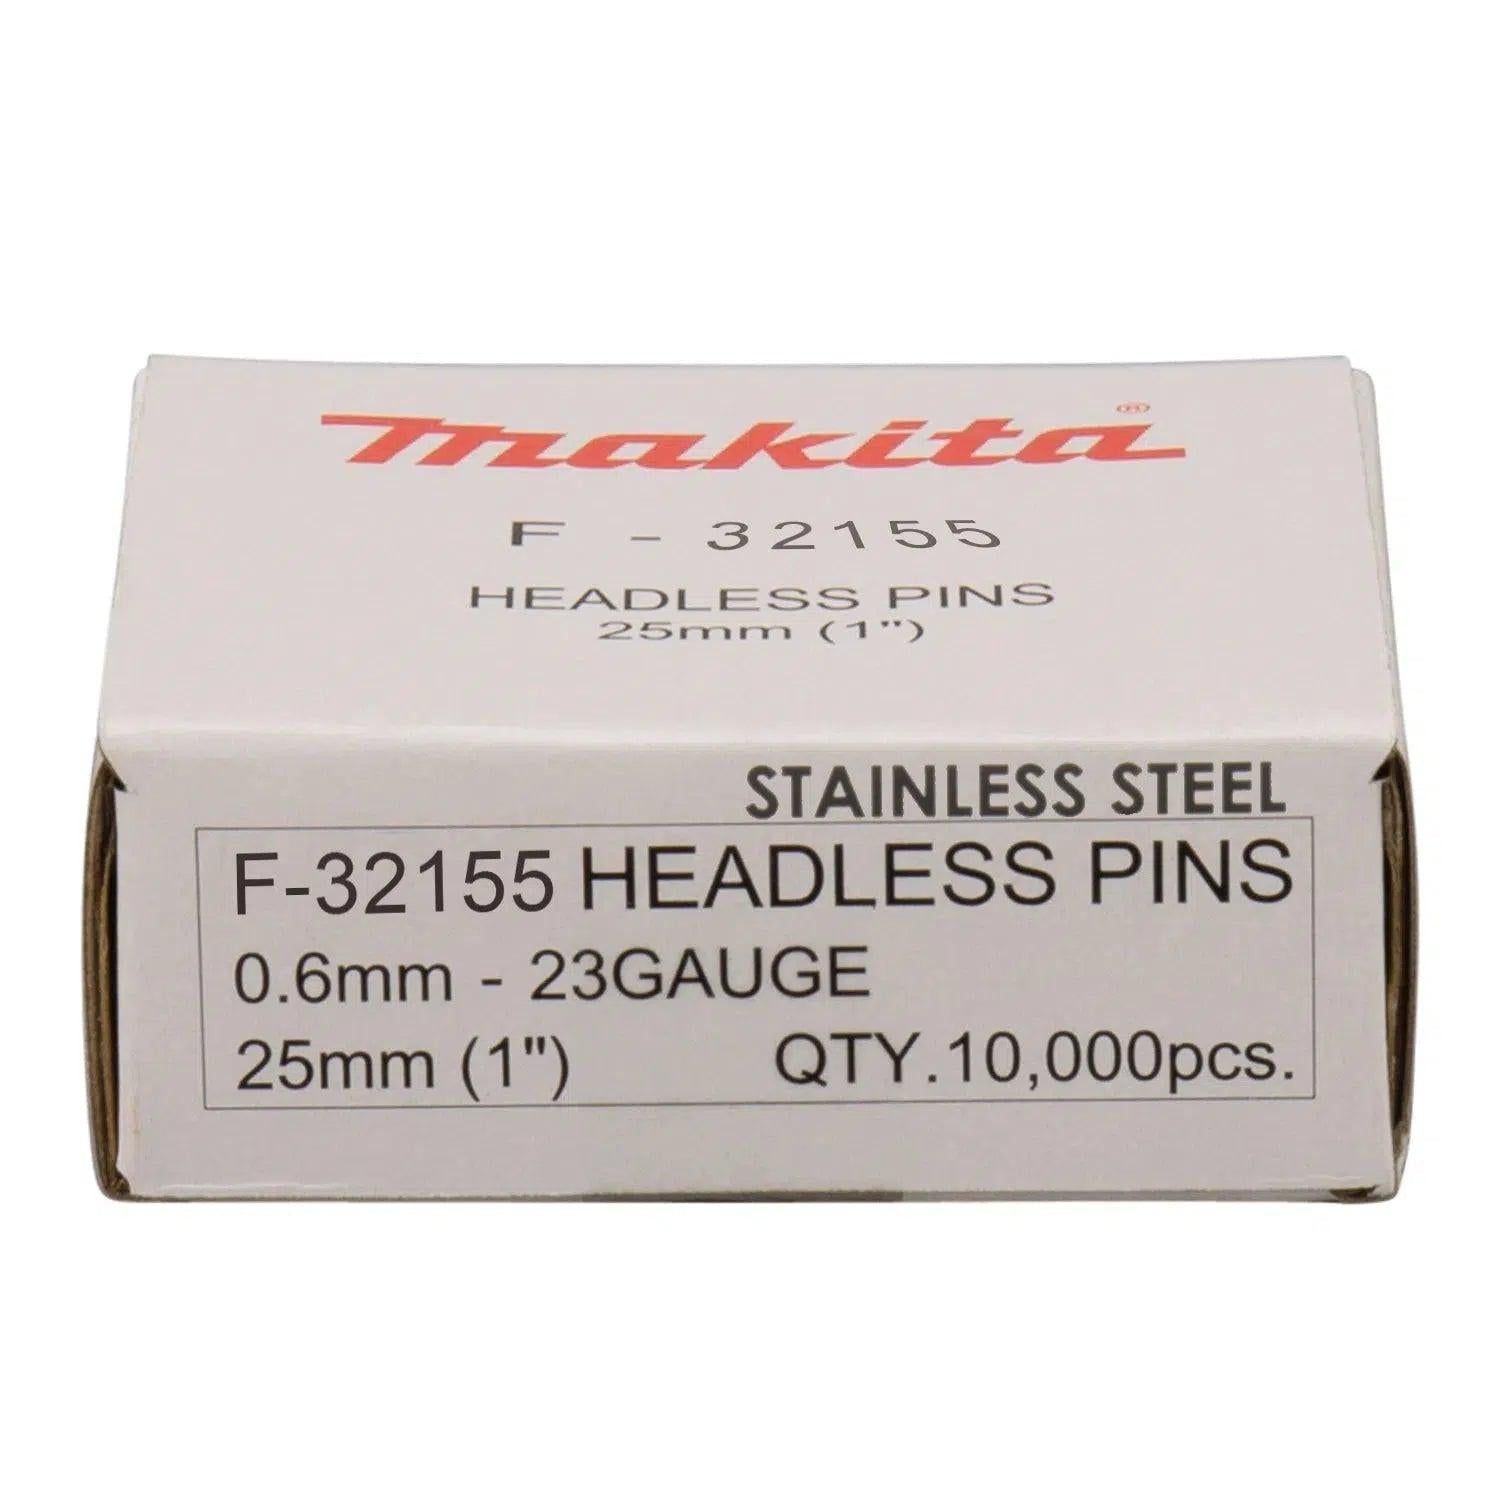 makita®
F - 32155
HEADLESS PINS
25mm (1")
STAINLESS STEEL
F-32155 HEADLESS PINS
0.6mm - 23GAUGE
25mm (1") QTY.10,000pcs.